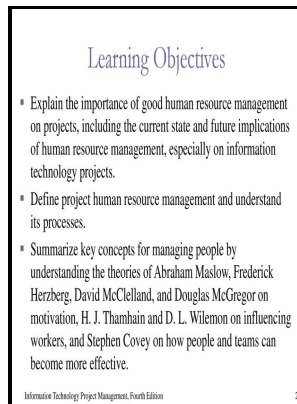 Learning Objectives
▪ Explain the importance of good human resource management
on projects, including the current state and future implications
of human resource management, especially on information
technology projects.
▪ Define project human resource management and understand
its processes.
▪ Summarize key concepts for managing people by
understanding the theories of Abraham Maslow, Frederick
Herzberg, David McClelland, and Douglas McGregor on
motivation, H. J. Thamhain and D. L. Wilemon on influencing
workers, and Stephen Covey on how people and teams can
become more effective.
Information Technology Project Management, Fourth Edition
2